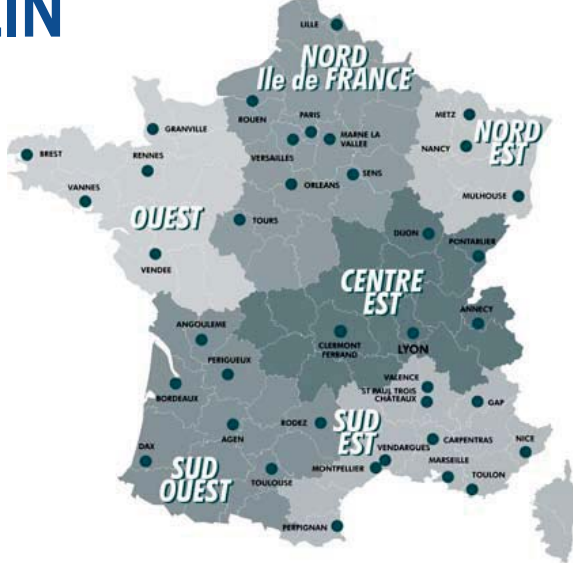 LIN
LILLE
NORD
Ile de FRANCE
ROUEN
PARIS
MARNE LA
VALLEE
VERSAILLES
METZ
NORD
EST
NANCY
GRANVILLE
BREST
RENNES
SENS
ORLEANS
VANNES
MULHOUSE
OUEST
TOURS
DIJON
PONTARLIER
VENDEE
CENTRE
EST
ANNECY
ANGOULEME
CLERMONT
FERRAND
LYON
PERIGUEUX
VALENCE
ST PAUL TROIS
CHÂTEAUX
GAP
BORDEAUX
RODEZ
SUD
EST
AGEN
CARPENTRAS
NICE
DAX
VENDARGUES
SUD
OUEST
MONTPELLIER
MARSEILLE
TOULOUSE
TOULON
PERPIGNAN